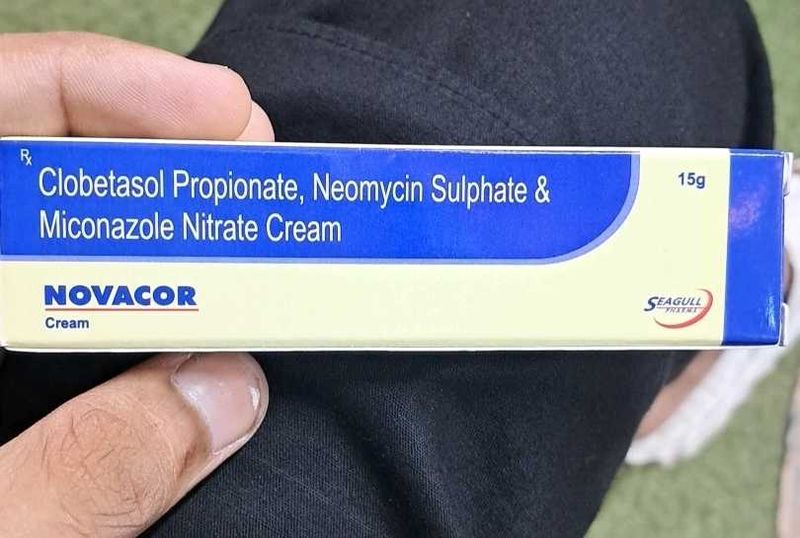 Rx
Clobetasol Propionate, Neomycin Sulphate &
Miconazole Nitrate Cream
15g
NOVACOR
Cream
SEAGULL
PHARMA